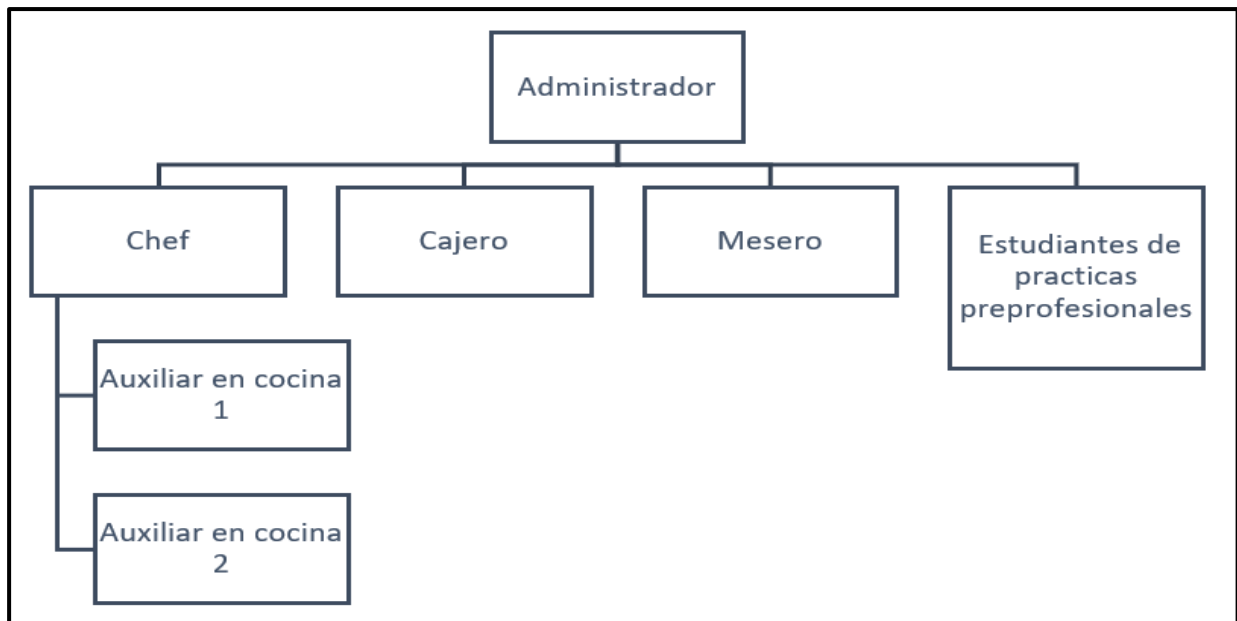 Administrador
Chef
Cajero
Mesero
Estudiantes de
practicas
preprofesionales
Auxiliar en cocina
1
Auxiliar en cocina
2